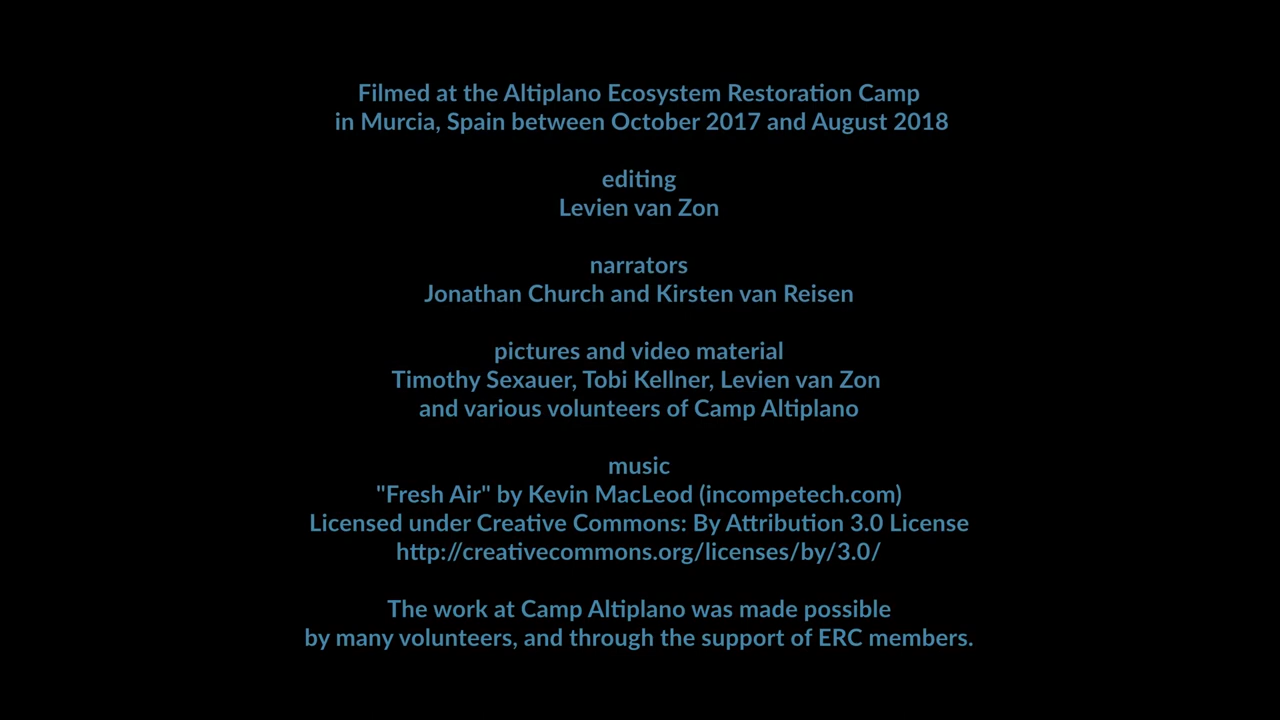 Filmed at the Altiplano Ecosystem Restoration Camp
in Murcia, Spain between October 2017 and August 2018
editing
Levien van Zon
narrators
Jonathan Church and Kirsten van Reisen
pictures and video material
Timothy Sexauer, Tobi Kellner, Levien van Zon
and various volunteers of Camp Altiplano
music
"Fresh Air" by Kevin MacLeod (incompetech.com)
Licensed under Creative Commons: By Attribution 3.0 License
http://creativecommons.org/licenses/by/3.0/
The work at Camp Altiplano was made possible
by many volunteers, and through the support of ERC members.